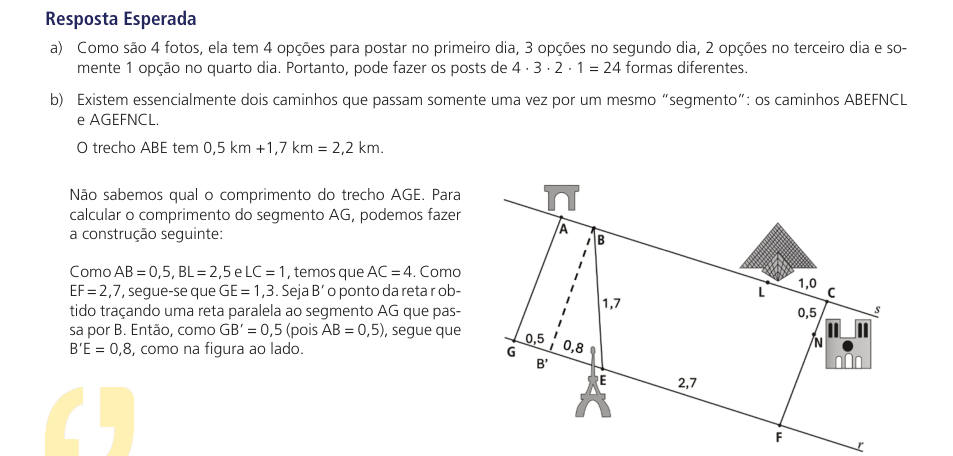 Resposta Esperada
a) Como são 4 fotos, ela tem 4 opções para postar no primeiro dia, 3 opções no segundo dia, 2 opções no terceiro dia e so-
mente 1 opção no quarto dia. Portanto, pode fazer os posts de 4 · 3 · 2 · 1 = 24 formas diferentes.
b) Existem essencialmente dois caminhos que passam somente uma vez por um mesmo “segmento”: os caminhos ABEFNCL
e AGEFNCL.
O trecho ABE tem 0,5 km +1,7 km = 2,2 km.
Não sabemos qual o comprimento do trecho AGE. Para
calcular o comprimento do segmento AG, podemos fazer
a construção seguinte:
Como AB = 0,5, BL = 2,5 e LC = 1, temos que AC = 4. Como
EF = 2,7, segue-se que GE = 1,3. Seja B’ o ponto da reta r ob-
tido traçando uma reta paralela ao segmento AG que pas-
sa por B. Então, como GB’ = 0,5 (pois AB = 0,5), segue que
B’E = 0,8, como na figura ao lado.
A
B
L
1,0
C
s
0,5
1,7
N
G
0,5
0,8
B’
E
2,7
F
r